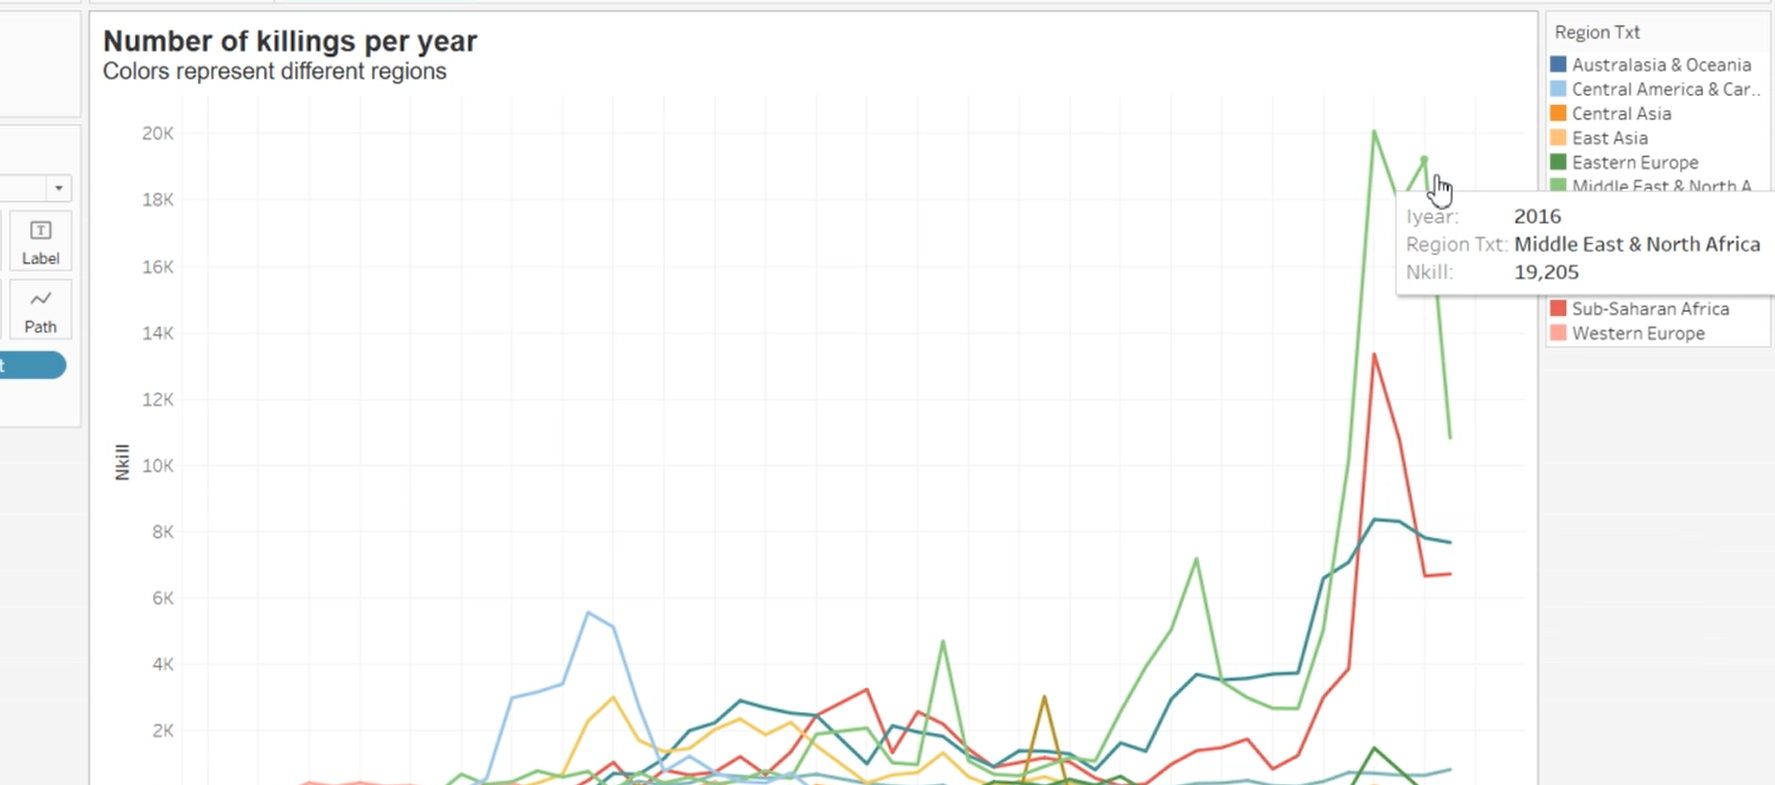 Number of killings per year
Colors represent different regions
Region Txt
Australasia & Oceania
Central America & Car..
Central Asia
East Asia
Eastern Europe
Middle East & North A
Iyear: 2016
Region Txt: Middle East & North Africa
Nkill: 19,205
Sub-Saharan Africa
Western Europe
Label
Path
t
Nkill
20K
18K
16K
14K
12K
10K
8K
6K
4K
2K